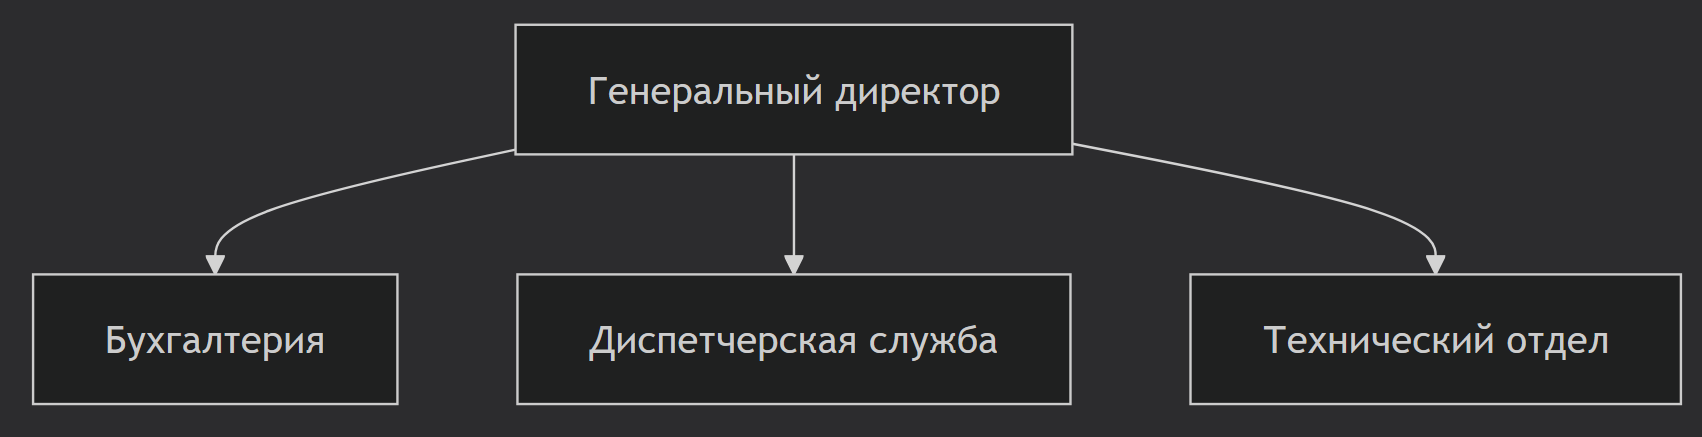 Генеральный директор
Бухгалтерия
Диспетчерская служба
Технический отдел